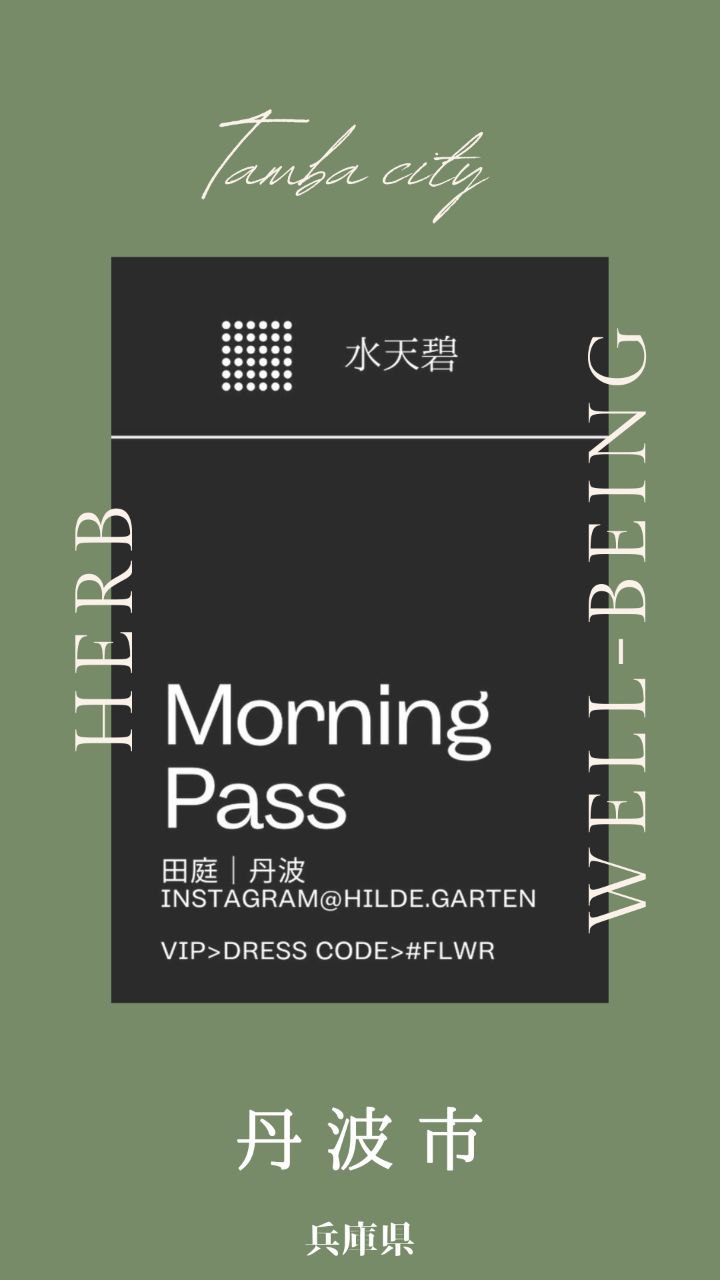 Tamba city
水天碧
HERB
WELL-BEING
Morning
Pass
田庭｜丹波
INSTAGRAM@HILDE.GARTEN
VIP>DRESS CODE>#FLWR
丹波市
兵庫県